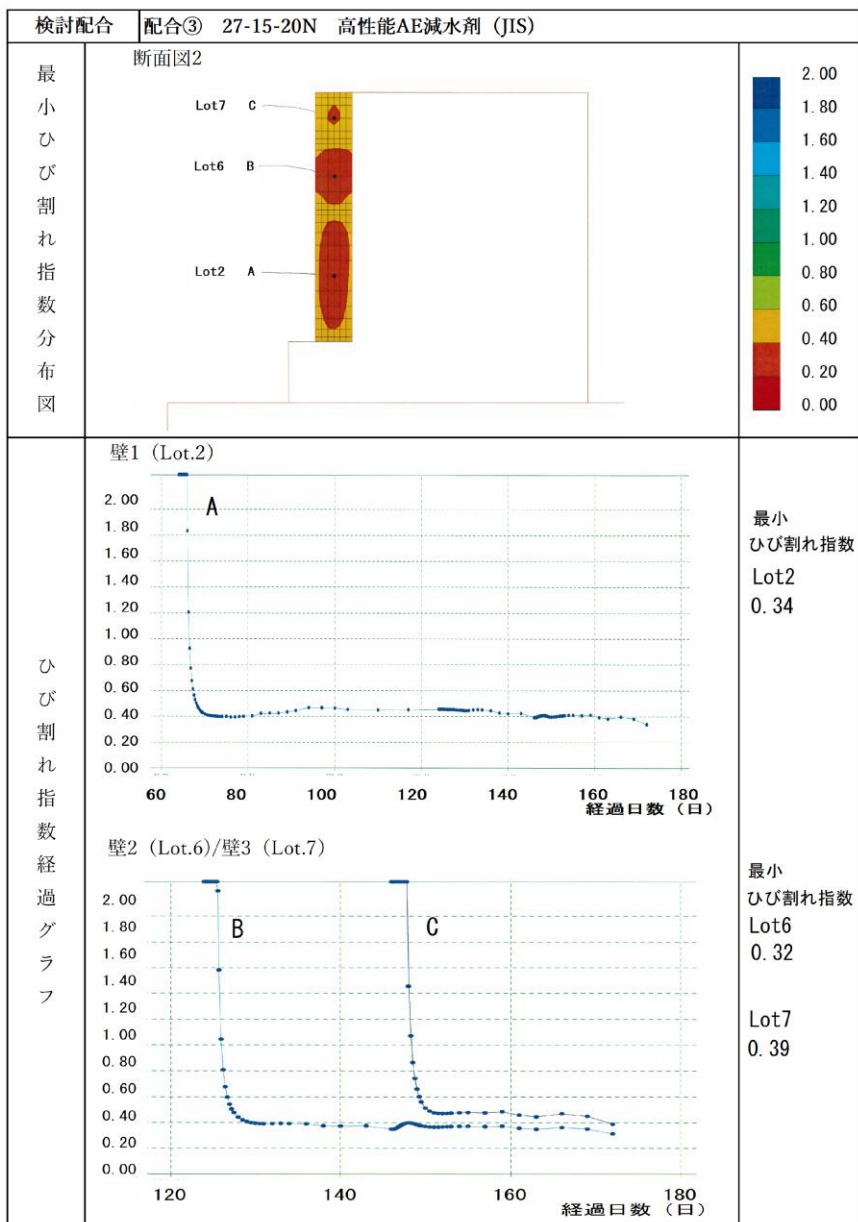 検討配合 配合③ 27-15-20N 高性能AE減水剤 (JIS)
最小ひび割れ指数分布図
断面図2
Lot7 C
Lot6 B
Lot2 A
2.00
1.80
1.60
1.40
1.20
1.00
0.80
0.60
0.40
0.20
0.00
ひび割れ指数経過グラフ
壁1 (Lot.2)
2.00
1.80
1.60
1.40
1.20
1.00
0.80
0.60
0.40
0.20
0.00
A
60 80 100 120 140 160 180
経過日数 (日)
最小
ひび割れ指数
Lot2
0.34
壁2 (Lot.6)/壁3 (Lot.7)
2.00
1.80
1.60
1.40
1.20
1.00
0.80
0.60
0.40
0.20
0.00
B
C
120 140 160 180
経過日数 (日)
最小
ひび割れ指数
Lot6
0.32
Lot7
0.39